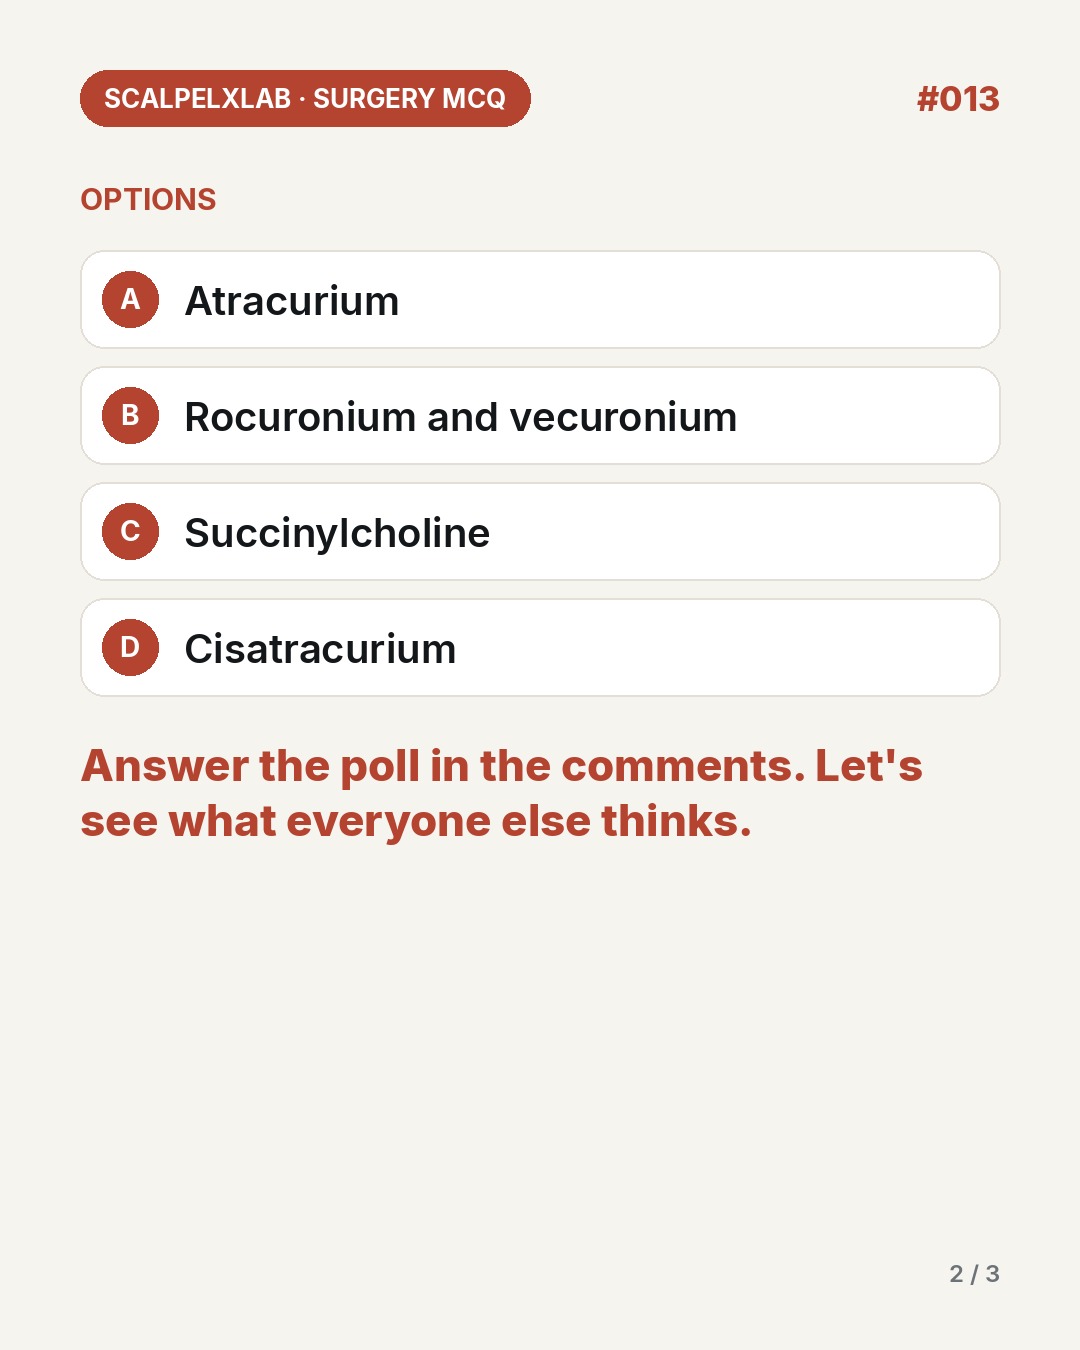 SCALPELXLAB · SURGERY MCQ
#013
OPTIONS
A Atracurium
B Rocuronium and vecuronium
C Succinylcholine
D Cisatracurium
Answer the poll in the comments. Let's
see what everyone else thinks.
2 / 3